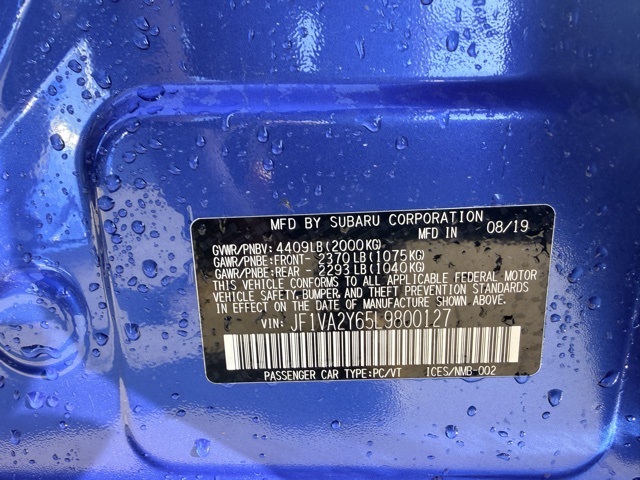 MFD BY SUBARU CORPORATION
GVWR/PNBV: 4409LB(2000KG) MFD IN 08/19
GAWR/PNBE:FRONT- 2370LB(1075KG)
GAWR/PNBE:REAR - 2293LB(1040KG)
THIS VEHICLE CONFORMS TO ALL APPLICABLE FEDERAL MOTOR
VEHICLE SAFETY, BUMPER, AND THEFT PREVENTION STANDARDS
IN EFFECT ON THE DATE OF MANUFACTURE SHOWN ABOVE.
VIN: JF1VA2Y65L9800127
PASSENGER CAR TYPE:PC/VT ICES/NMB-002